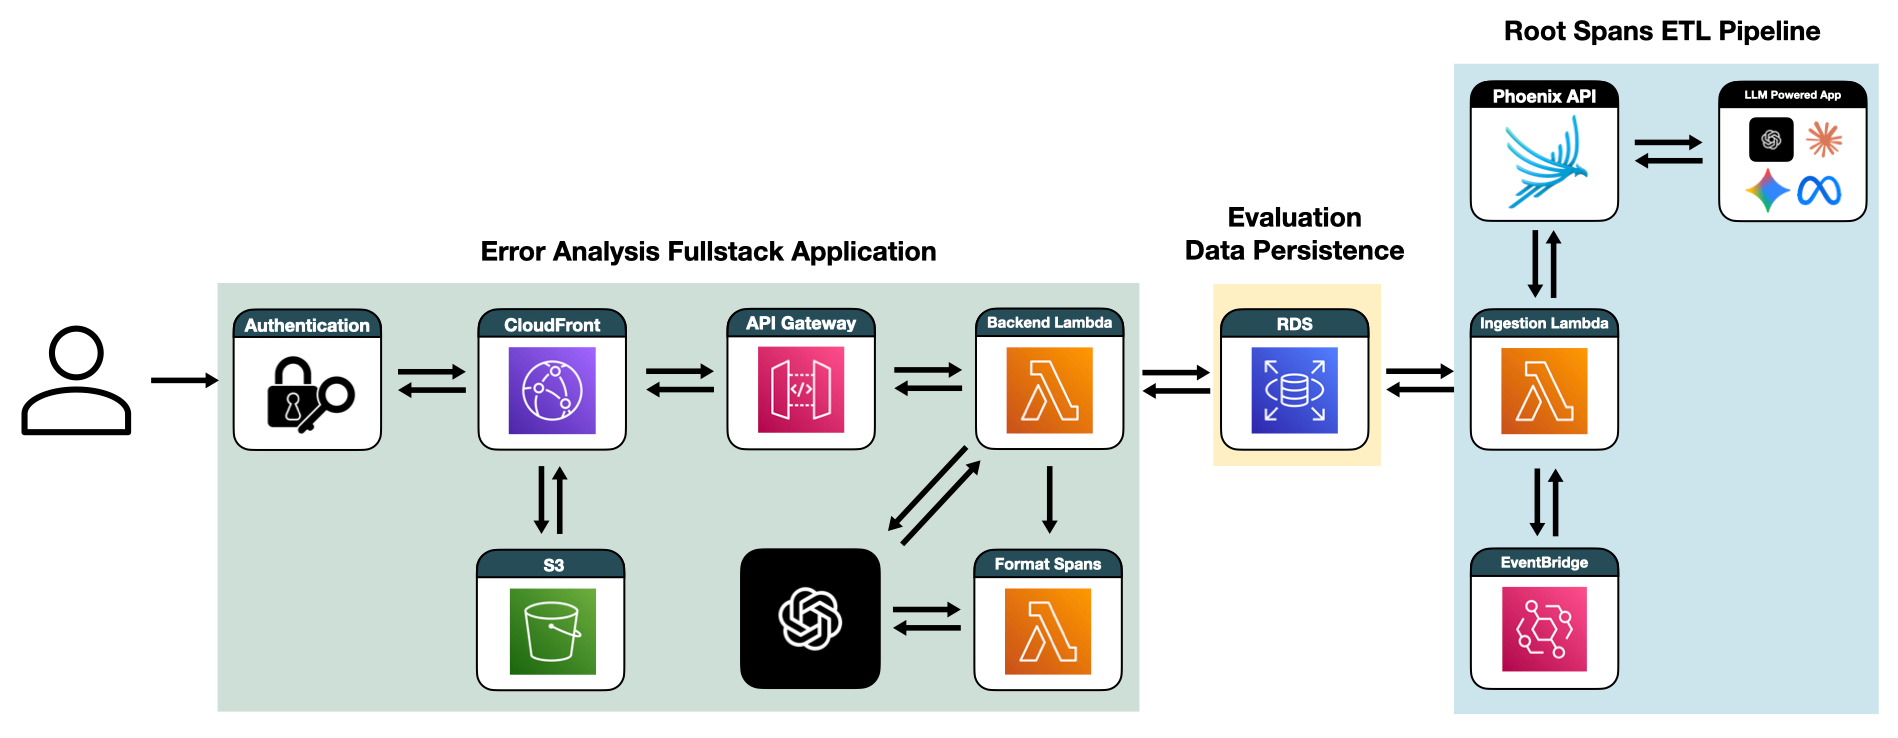 Root Spans ETL Pipeline
Phoenix API
LLM Powered App
Evaluation
Data Persistence
Error Analysis Fullstack Application
Authentication
CloudFront
API Gateway
</>
Backend Lambda
RDS
Ingestion Lambda
S3
Format Spans
EventBridge